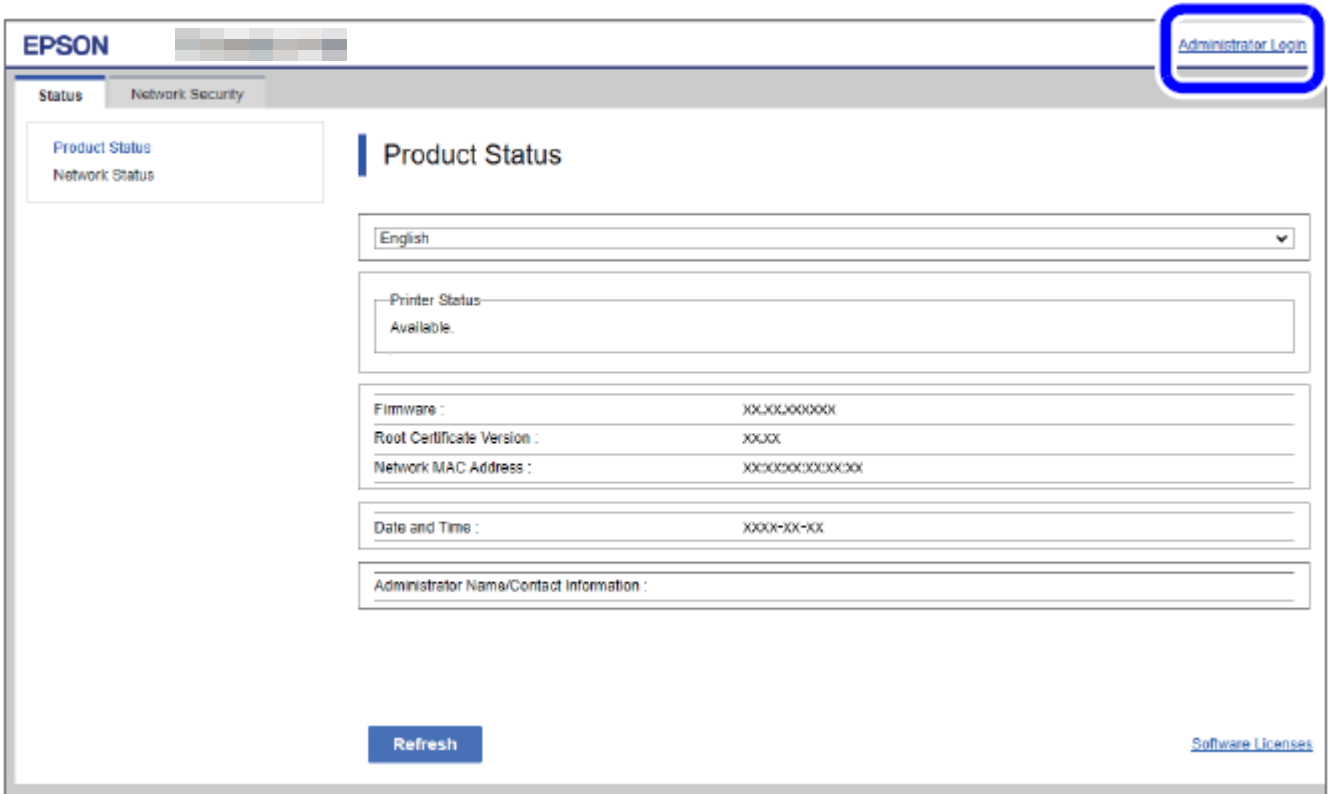 EPSON
Administrator Login
Status Network Security
Product Status
Network Status
Product Status
English
Printer Status
Available.
Firmware : XX.XX.XXXXXX
Root Certificate Version : XX.XX
Network MAC Address : XX:XX:XX:XX:XX:XX
Date and Time : XXXX-XX-XX
Administrator Name/Contact Information :
Refresh
Software Licenses